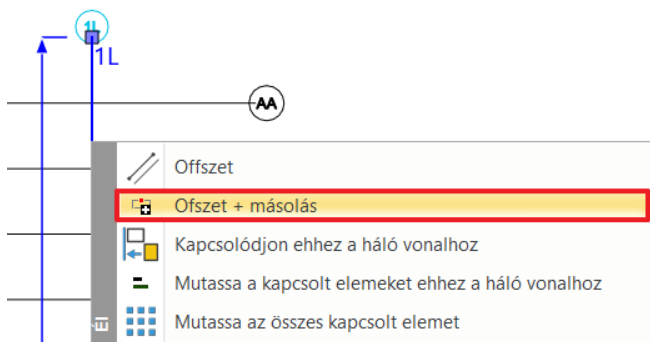 1L
1L
AA
Offszet
Ofszet + másolás
Kapcsolódjon ehhez a háló vonalhoz
Mutassa a kapcsolt elemeket ehhez a háló vonalhoz
Mutassa az összes kapcsolt elemet
Él